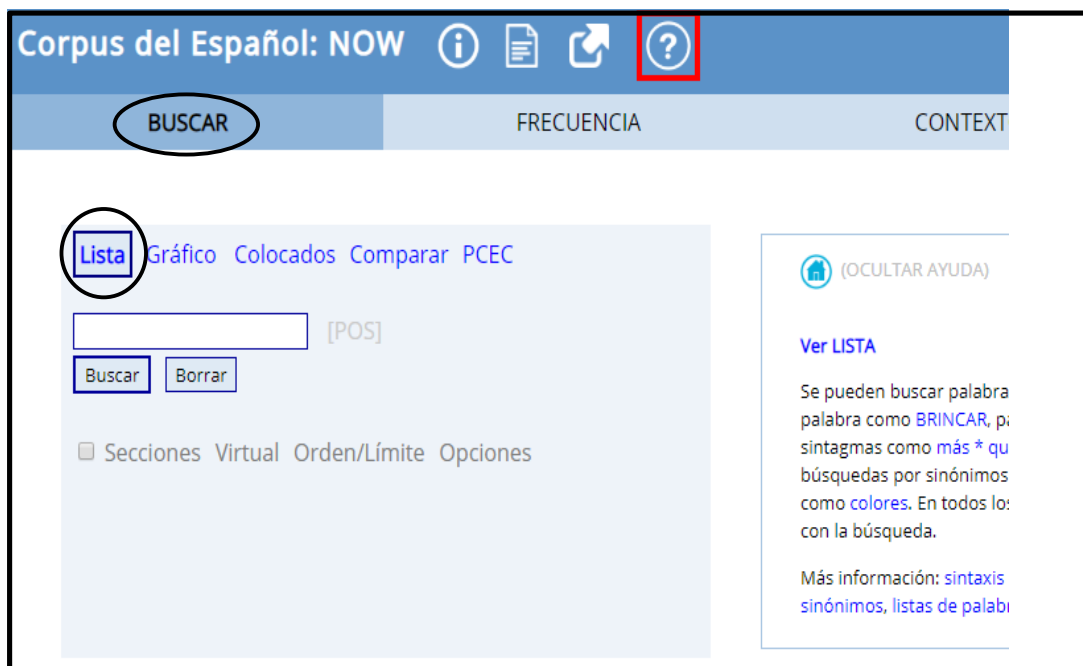 Corpus del Español: NOW
BUSCAR FRECUENCIA CONTEXT
Lista Gráfico Colocados Comparar PCEC
[POS]
Buscar Borrar
Secciones Virtual Orden/Límite Opciones
(OCULTAR AYUDA)
Ver LISTA
Se pueden buscar palabra
palabra como BRINCAR, pa
sintagmas como más * qu
búsquedas por sinónimos
como colores. En todos los
con la búsqueda.
Más información: sintaxis
sinónimos, listas de palabr